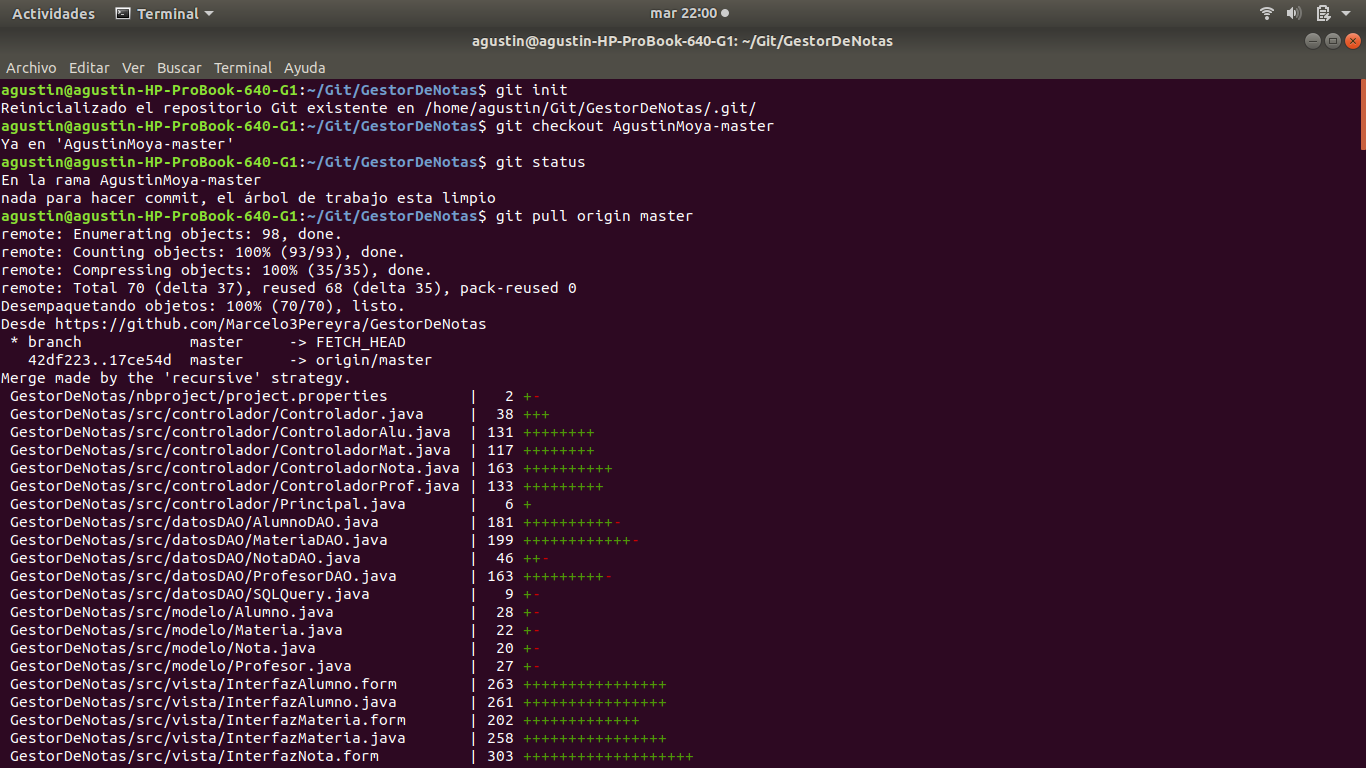 Actividades Terminal mar 22:00
agustin@agustin-HP-ProBook-640-G1: ~/Git/GestorDeNotas
Archivo Editar Ver Buscar Terminal Ayuda
agustin@agustin-HP-ProBook-640-G1:~/Git/GestorDeNotas$ git init
Reinicializado el repositorio Git existente en /home/agustin/Git/GestorDeNotas/.git/
agustin@agustin-HP-ProBook-640-G1:~/Git/GestorDeNotas$ git checkout AgustinMoya-master
Ya en 'AgustinMoya-master'
agustin@agustin-HP-ProBook-640-G1:~/Git/GestorDeNotas$ git status
En la rama AgustinMoya-master
nada para hacer commit, el árbol de trabajo esta limpio
agustin@agustin-HP-ProBook-640-G1:~/Git/GestorDeNotas$ git pull origin master
remote: Enumerating objects: 98, done.
remote: Counting objects: 100% (93/93), done.
remote: Compressing objects: 100% (35/35), done.
remote: Total 70 (delta 37), reused 68 (delta 35), pack-reused 0
Desempaquetando objetos: 100% (70/70), listo.
Desde https://github.com/Marcelo3Pereyra/GestorDeNotas
 * branch            master     -> FETCH_HEAD
   42df223..17ce54d  master     -> origin/master
Merge made by the 'recursive' strategy.
 GestorDeNotas/nbproject/project.properties         |   2 +-
 GestorDeNotas/src/controlador/Controlador.java     |  38 +++
 GestorDeNotas/src/controlador/ControladorAlu.java  | 131 ++++++++
 GestorDeNotas/src/controlador/ControladorMat.java  | 117 ++++++++
 GestorDeNotas/src/controlador/ControladorNota.java | 163 ++++++++++
 GestorDeNotas/src/controlador/ControladorProf.java | 133 +++++++++
 GestorDeNotas/src/controlador/Principal.java       |   6 +
 GestorDeNotas/src/datosDAO/AlumnoDAO.java          | 181 ++++++++++-
 GestorDeNotas/src/datosDAO/MateriaDAO.java         | 199 ++++++++++++-
 GestorDeNotas/src/datosDAO/NotaDAO.java            |  46 ++-
 GestorDeNotas/src/datosDAO/ProfesorDAO.java        | 163 +++++++++-
 GestorDeNotas/src/datosDAO/SQLQuery.java           |   9 +-
 GestorDeNotas/src/modelo/Alumno.java               |  28 +-
 GestorDeNotas/src/modelo/Materia.java              |  22 +-
 GestorDeNotas/src/modelo/Nota.java                 |  20 +-
 GestorDeNotas/src/modelo/Profesor.java             |  27 +-
 GestorDeNotas/src/vista/InterfazAlumno.form        | 263 ++++++++++++++++
 GestorDeNotas/src/vista/InterfazAlumno.java        | 261 ++++++++++++++++
 GestorDeNotas/src/vista/InterfazMateria.form       | 202 +++++++++++++
 GestorDeNotas/src/vista/InterfazMateria.java       | 258 ++++++++++++++++
 GestorDeNotas/src/vista/InterfazNota.form          | 303 +++++++++++++++++++